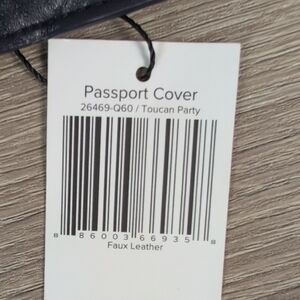 Passport Cover
26469-Q60 / Toucan Party
8 86003 66935 8
Faux Leather